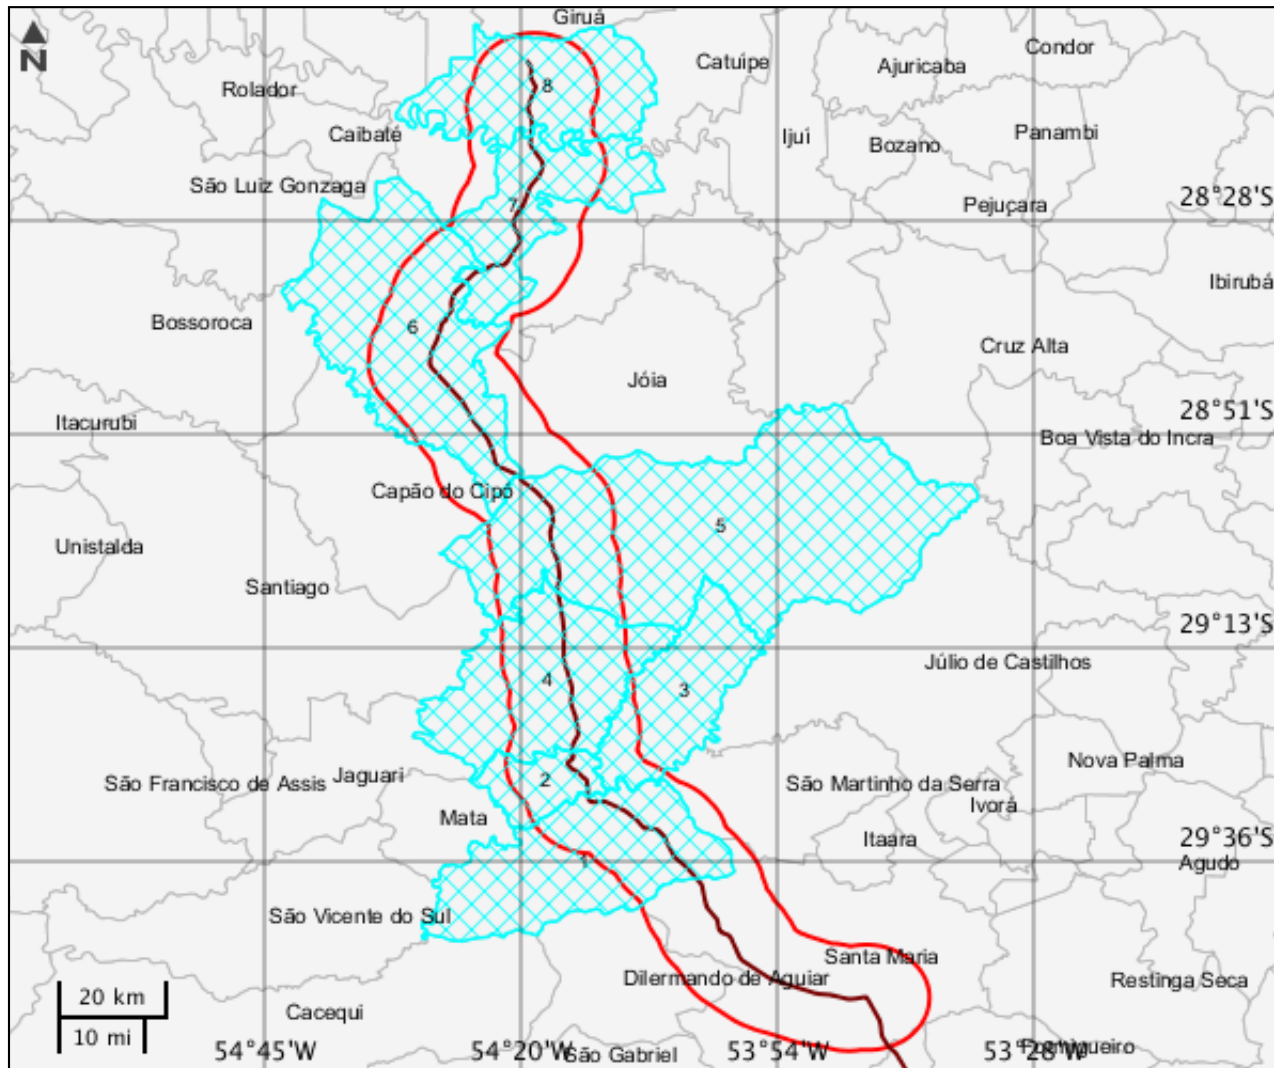 Giruá
N
Condor
Catuípe
Ajuricaba
8
Rolador
Caibaté
Ijuí
Panambi
Bozano
São Luiz Gonzaga
28°28'S
7
Pejuçara
Ibirubá
Bossoroca
6
Cruz Alta
Jóia
28°51'S
Itacurubi
Boa Vista do Incra
Capão do Cipó
5
Unistalda
Santiago
29°13'S
Júlio de Castilhos
4
3
Nova Palma
São Francisco de Assis
Jaguari
2
São Martinho da Serra
Ivorá
Mata
Itaara
29°36'S
1
Agudo
São Vicente do Sul
Santa Maria
Dilermando de Aguiar
Restinga Seca
20 km
Cacequi
10 mi
54°45'W
54°20'W
53°54'W
53°28'W
Formigueiro
São Gabriel